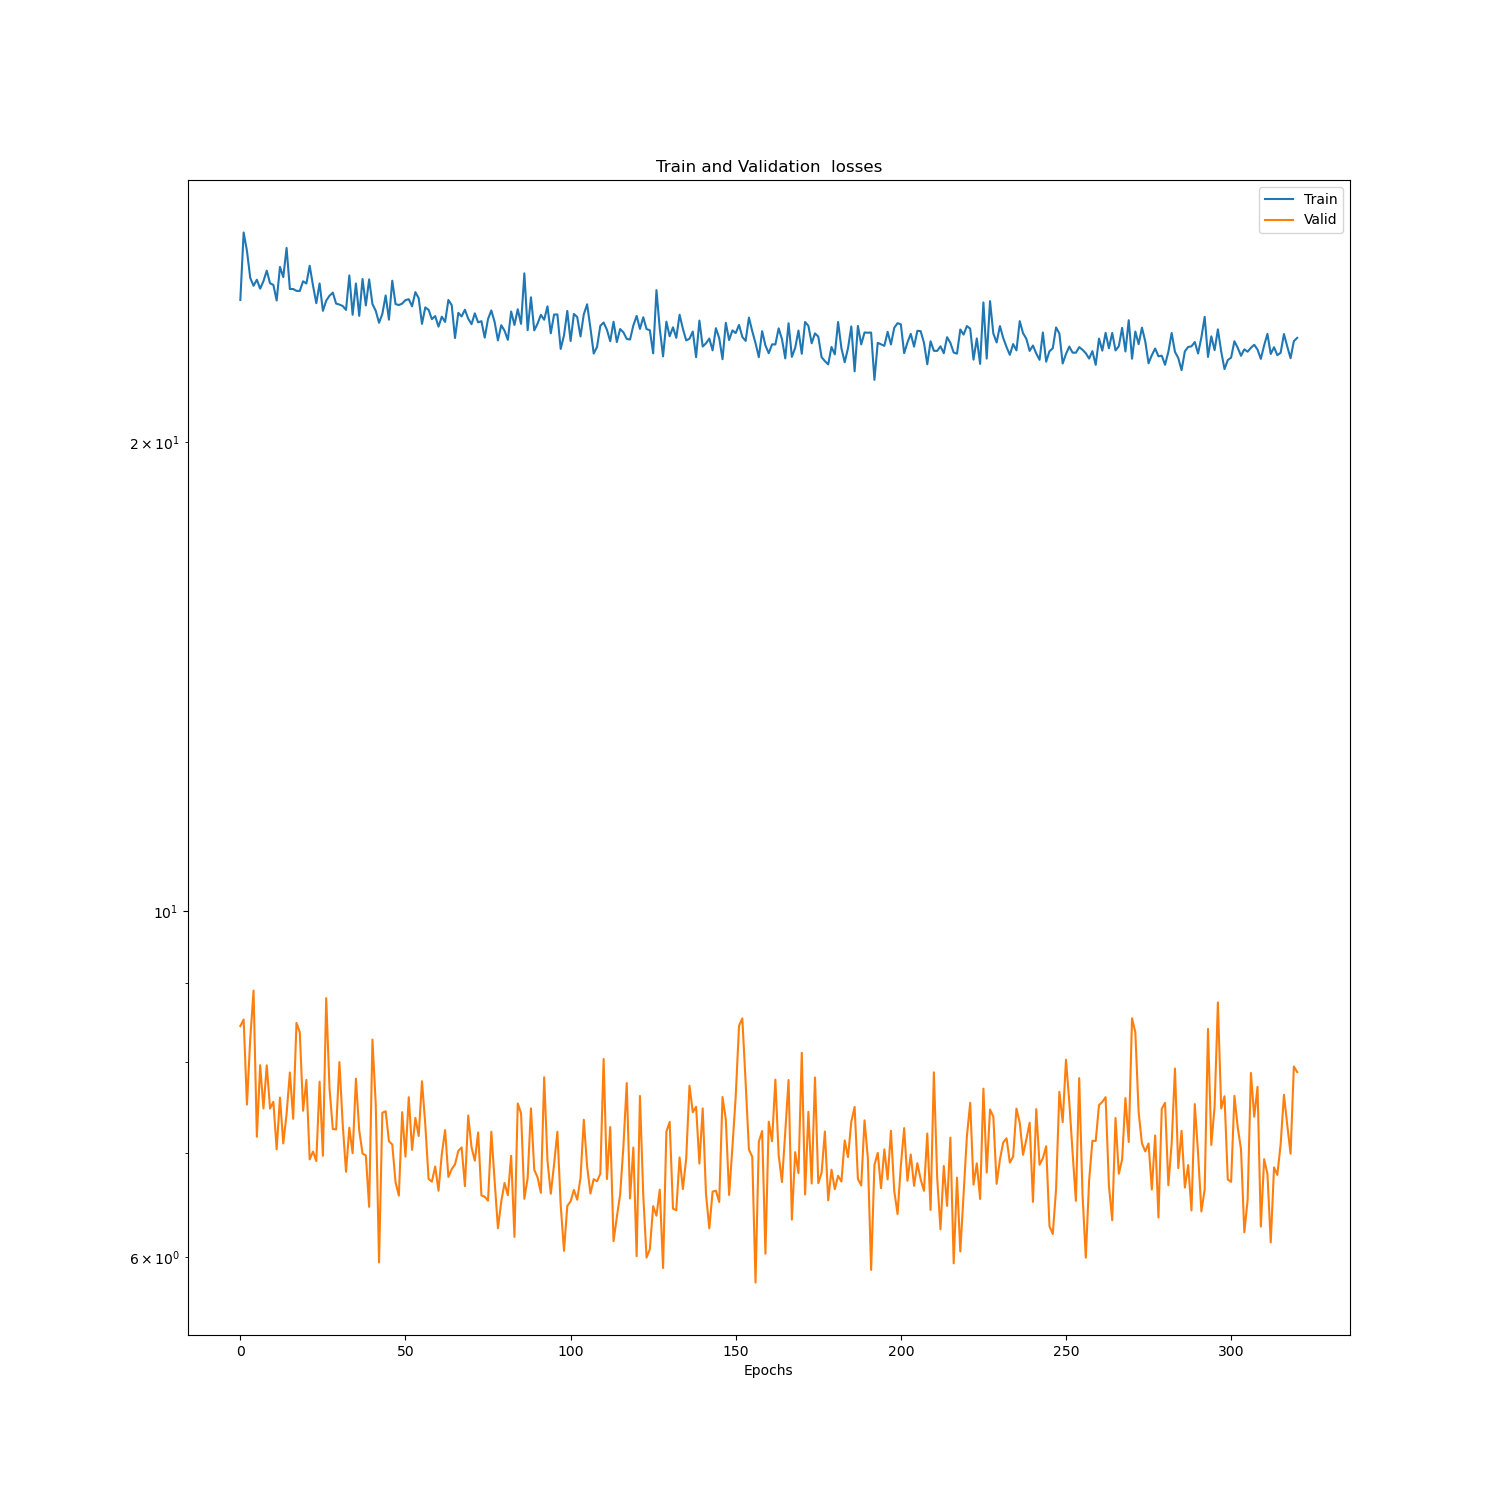 Train and Validation  losses
Train
Valid
2 × 10¹
10¹
6 × 10⁰
0 50 100 150 200 250 300
Epochs